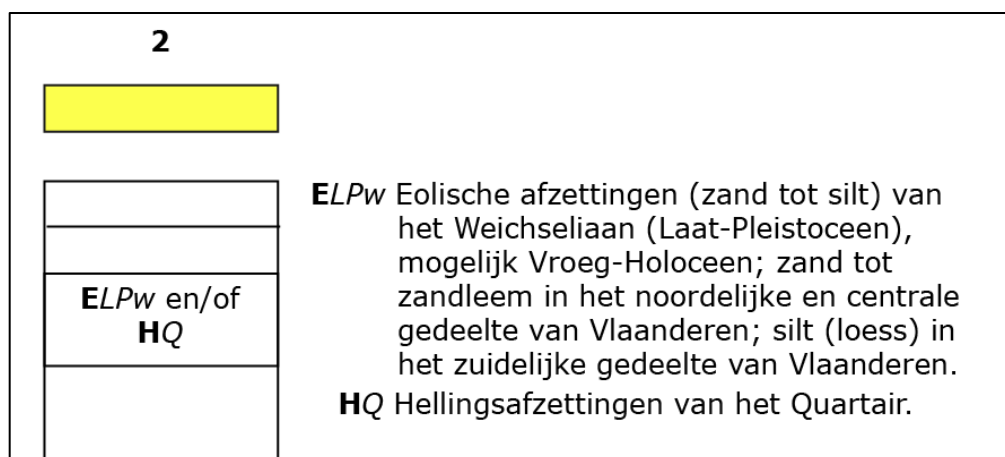 2
ELPw en/of
HQ
ELPw Eolische afzettingen (zand tot silt) van
het Weichseliaan (Laat-Pleistoceen),
mogelijk Vroeg-Holoceen; zand tot
zandleem in het noordelijke en centrale
gedeelte van Vlaanderen; silt (loess) in
het zuidelijke gedeelte van Vlaanderen.
HQ Hellingsafzettingen van het Quartair.